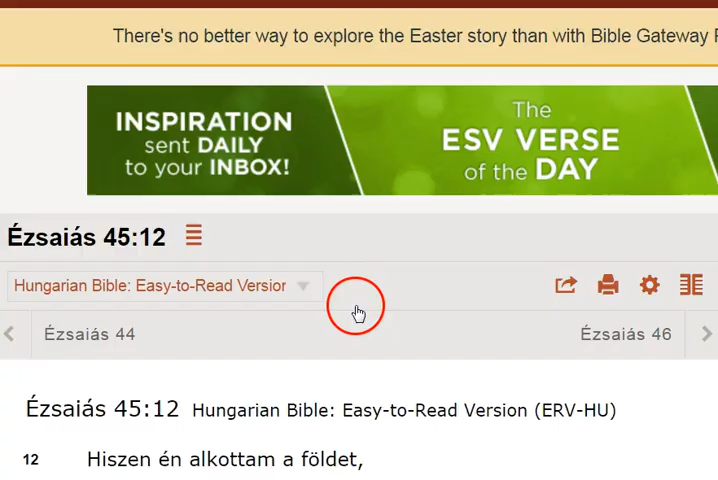 There's no better way to explore the Easter story than with Bible Gateway
INSPIRATION
sent DAILY
to your INBOX!
The
ESV VERSE
of the DAY
Ézsaiás 45:12
Hungarian Bible: Easy-to-Read Version
Ézsaiás 44
Ézsaiás 46
Ézsaiás 45:12 Hungarian Bible: Easy-to-Read Version (ERV-HU)
12 Hiszen én alkottam a földet,